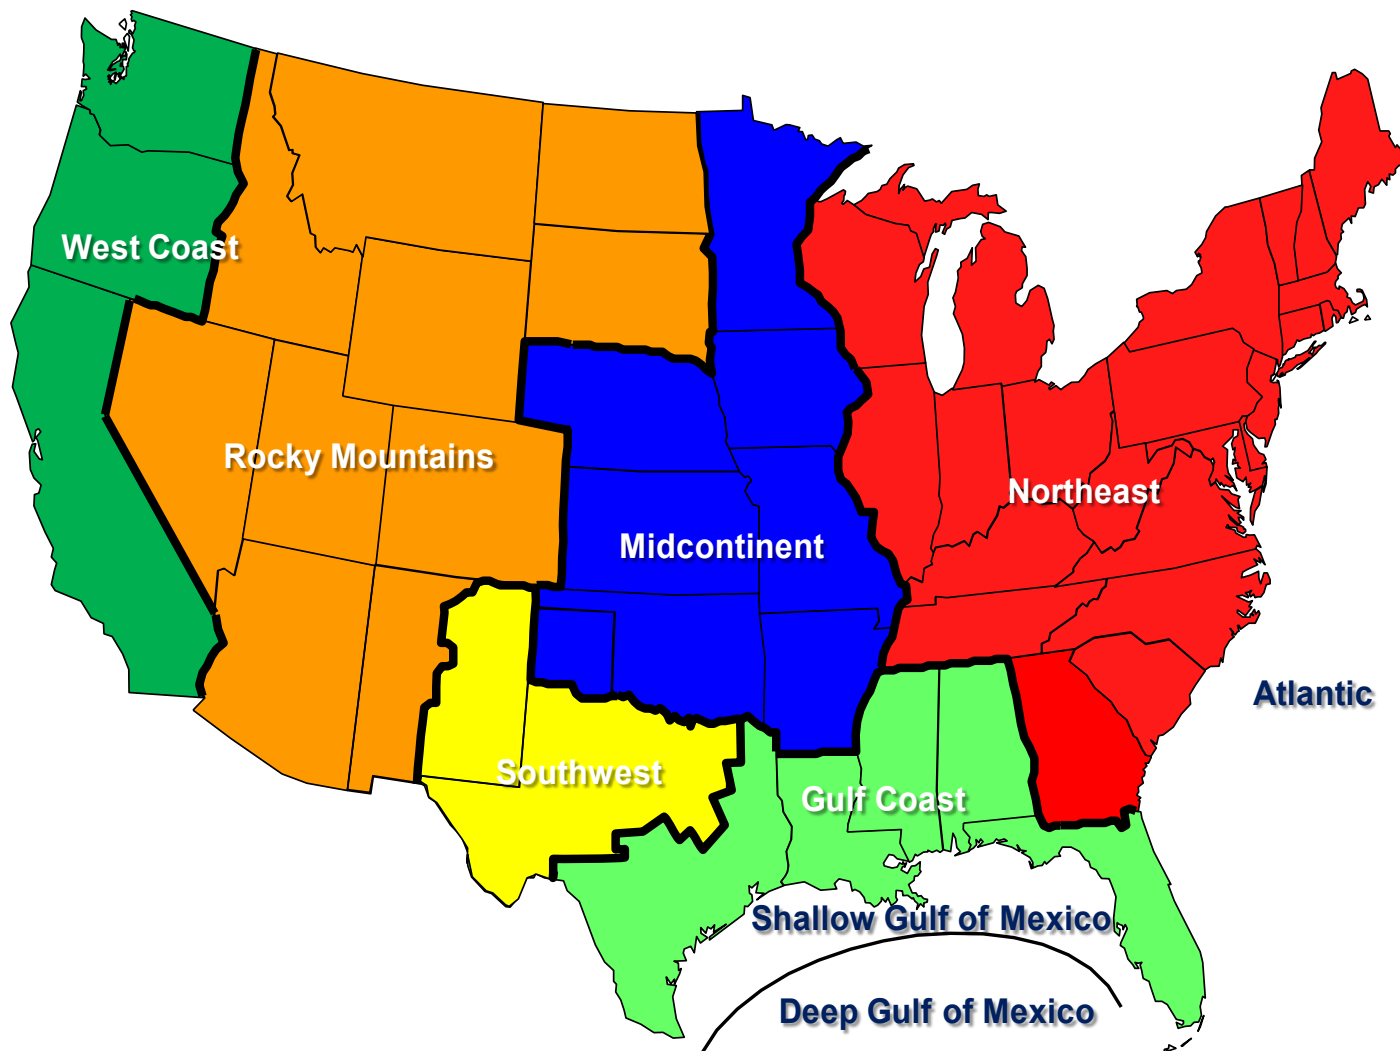 West Coast
Rocky Mountains
Northeast
Midcontinent
Atlantic
Southwest
Gulf Coast
Shallow Gulf of Mexico
Deep Gulf of Mexico